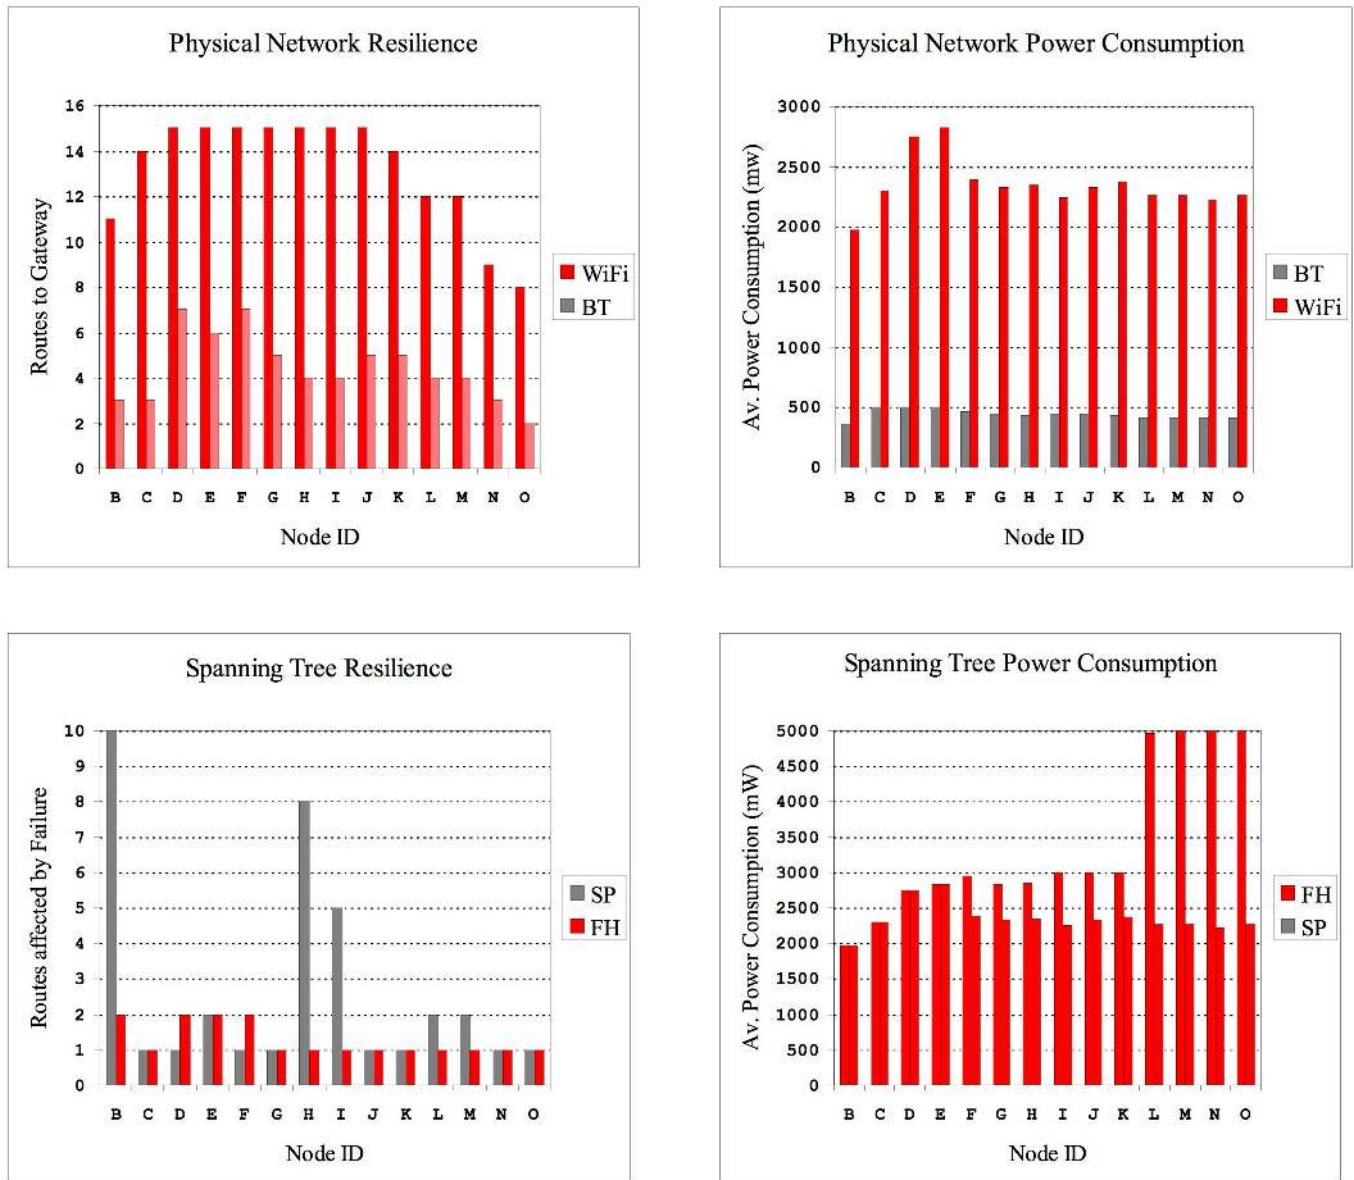 Physical Network Resilience
16
14
12
10
8
6
4
2
0
Routes to Gateway
B C D E F G H I J K L M N O
Node ID
WiFi
BT
Physical Network Power Consumption
3000
2500
2000
1500
1000
500
0
Av. Power Consumption (mw)
B C D E F G H I J K L M N O
Node ID
BT
WiFi
Spanning Tree Resilience
10
9
8
7
6
5
4
3
2
1
0
Routes affected by Failure
B C D E F G H I J K L M N O
Node ID
SP
FH
Spanning Tree Power Consumption
5000
4500
4000
3500
3000
2500
2000
1500
1000
500
0
Av. Power Consumption (mW)
B C D E F G H I J K L M N O
Node ID
FH
SP